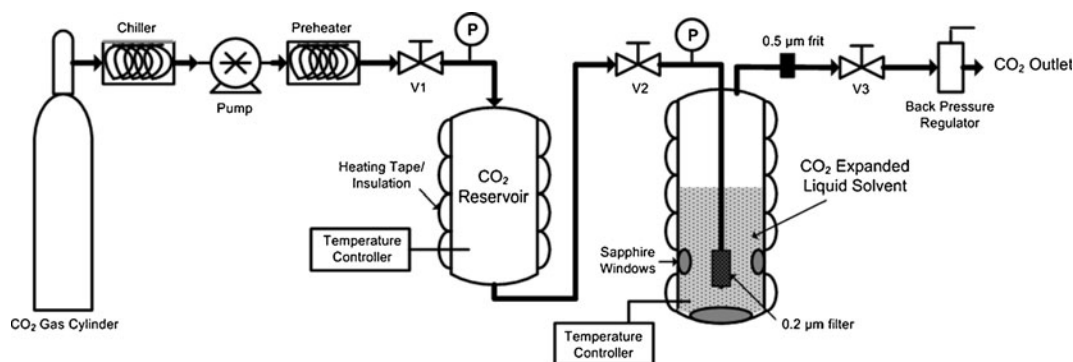 Chiller
Preheater
P
P
0.5 µm frit
CO₂ Outlet
V1
V2
V3
Pump
Back Pressure
Regulator
Heating Tape/
Insulation
CO₂
Reservoir
CO₂ Expanded
Liquid Solvent
Temperature
Controller
Sapphire
Windows
CO₂ Gas Cylinder
0.2 µm filter
Temperature
Controller